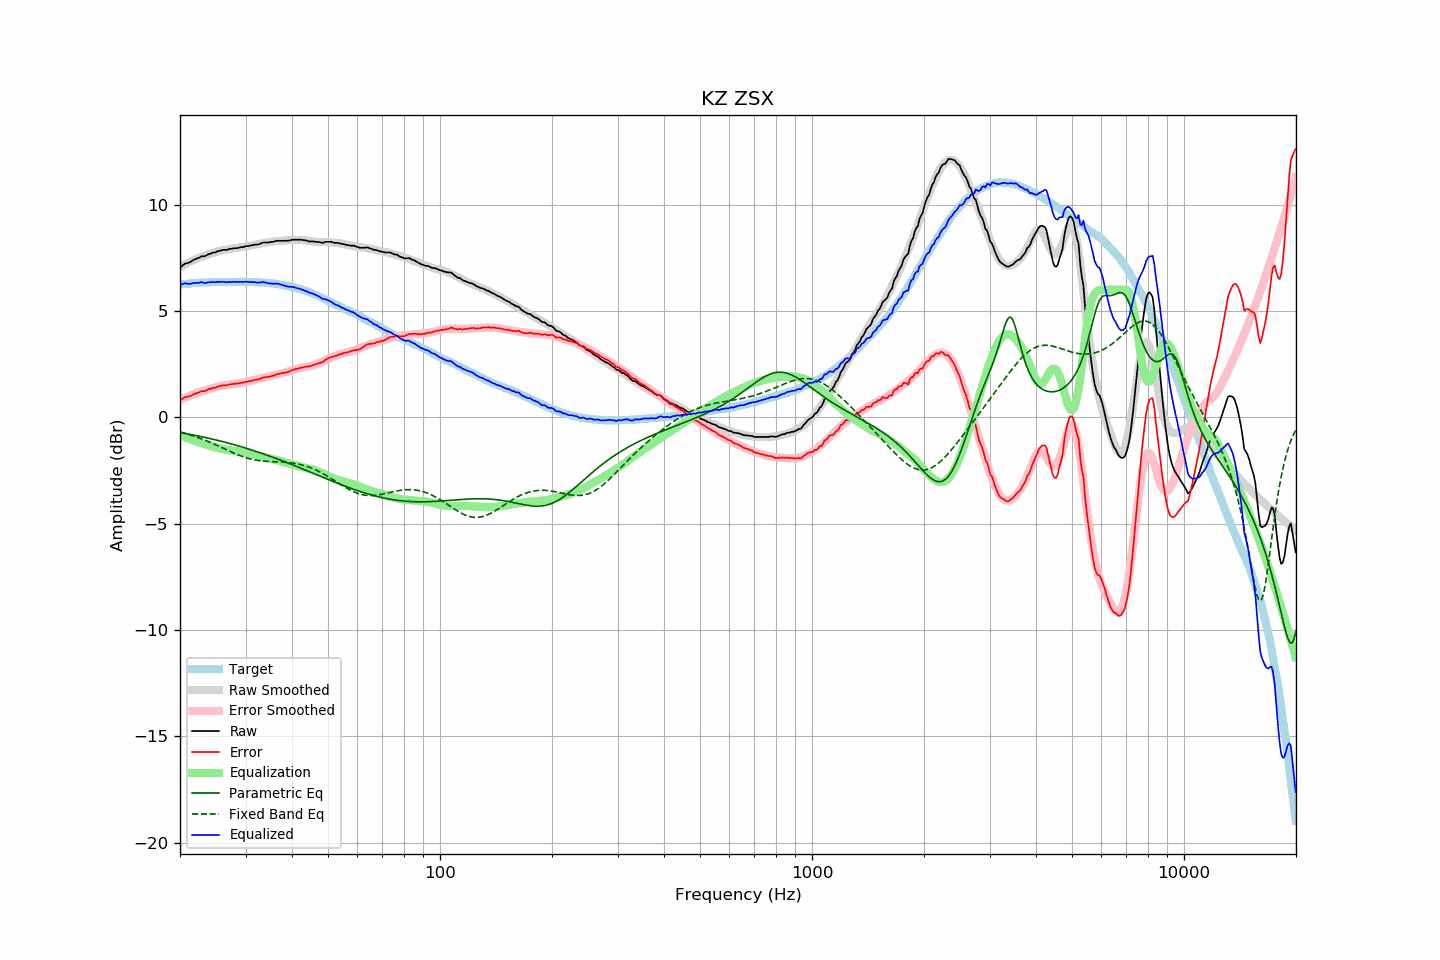 KZ ZSX
Amplitude (dBr)
10
5
0
−5
−10
−15
−20
Target
Raw Smoothed
Error Smoothed
Raw
Error
Equalization
Parametric Eq
Fixed Band Eq
Equalized
100
1000
10000
Frequency (Hz)